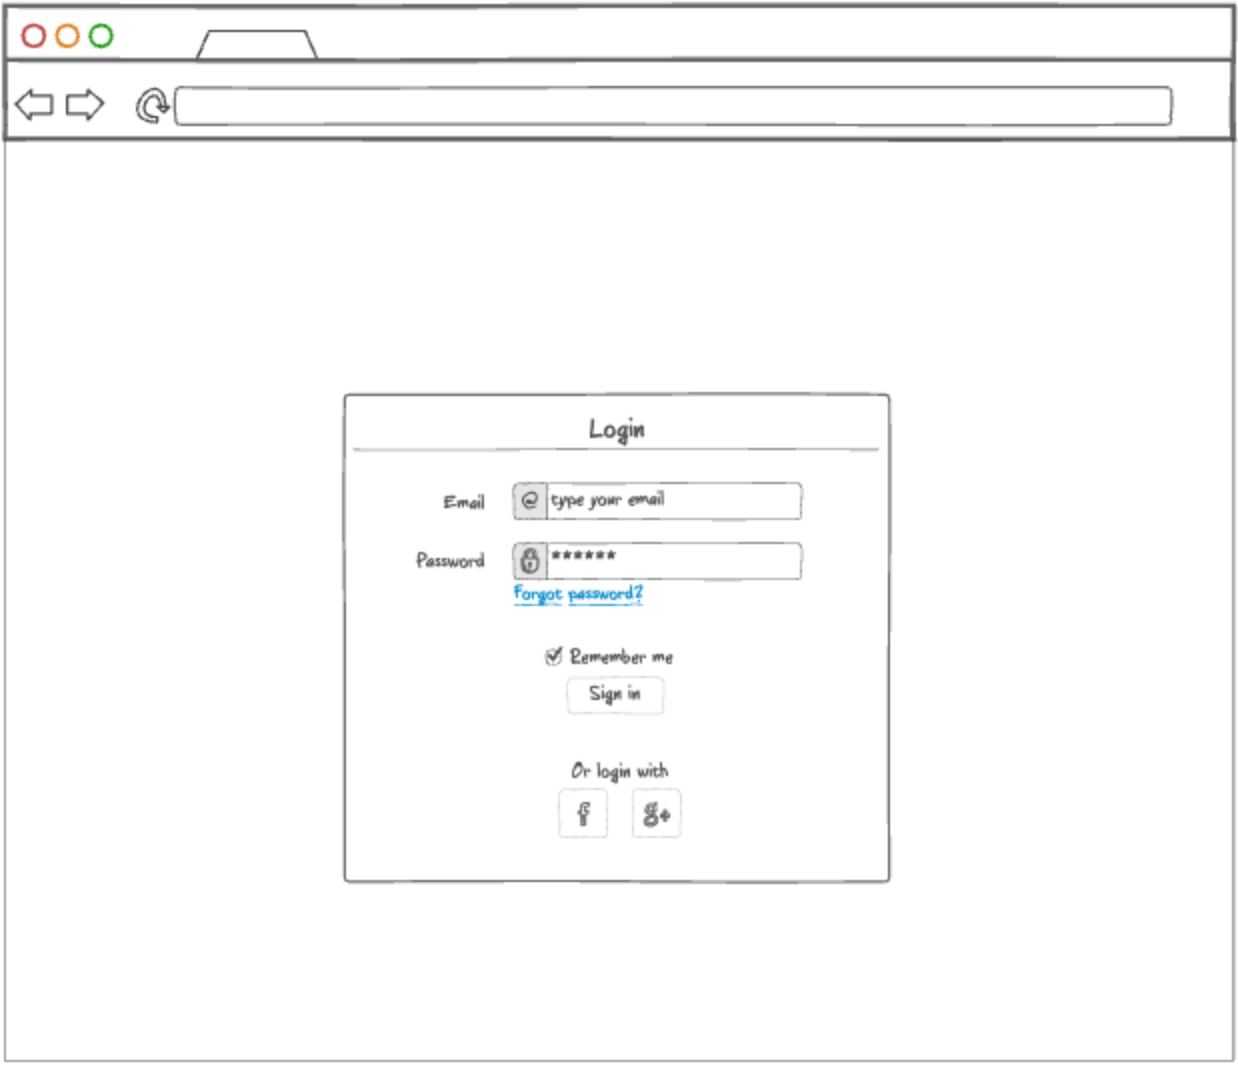 Login
Email @ type your email
Password ******
Forgot password?
Remember me
Sign in
Or login with
f g+